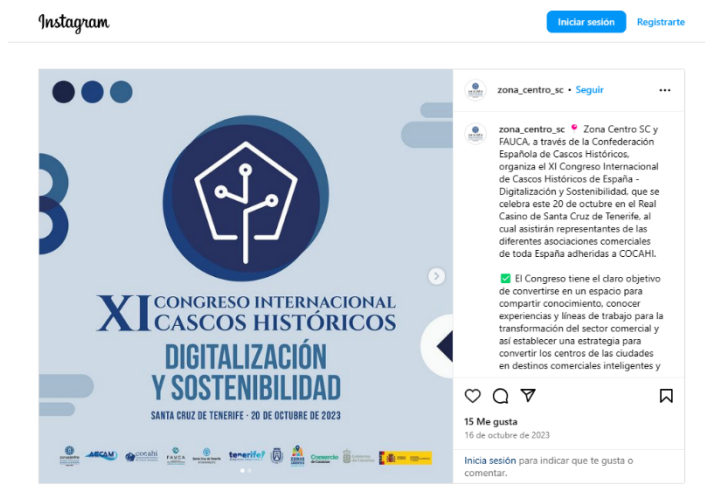 Instagram
Iniciar sesión
Registrarte
XI CONGRESO INTERNACIONAL
CASCOS HISTÓRICOS
DIGITALIZACIÓN
Y SOSTENIBILIDAD
SANTA CRUZ DE TENERIFE - 20 DE OCTUBRE DE 2023
AIECAM
cocahi
FAUCA
tenerife
Comercio
zona_centro_sc • Seguir
zona_centro_sc 📍 Zona Centro SC y
FAUCA, a través de la Confederación
Española de Cascos Históricos,
organiza el XI Congreso Internacional
de Cascos Históricos de España -
Digitalización y Sostenibilidad, que se
celebra este 20 de octubre en el Real
Casino de Santa Cruz de Tenerife, al
cual asistirán representantes de las
diferentes asociaciones comerciales
de toda España adheridas a COCAHI.
✅ El Congreso tiene el claro objetivo
de convertirse en un espacio para
compartir conocimiento, conocer
experiencias y líneas de trabajo para la
transformación del sector comercial y
así establecer una estrategia para
convertir los centros de las ciudades
en destinos comerciales inteligentes y
15 Me gusta
16 de octubre de 2023
Inicia sesión para indicar que te gusta o
comentar.